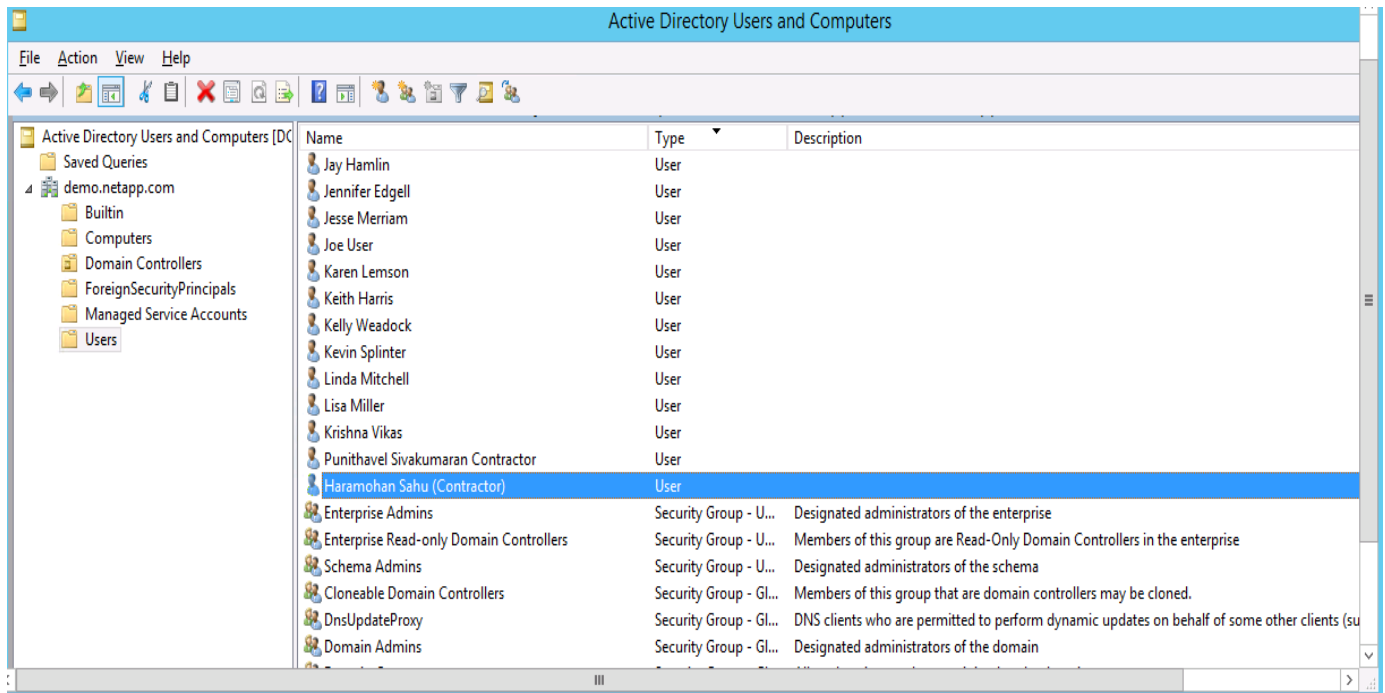 Active Directory Users and Computers
File Action View Help
Active Directory Users and Computers [DC
Saved Queries
demo.netapp.com
Builtin
Computers
Domain Controllers
ForeignSecurityPrincipals
Managed Service Accounts
Users
Name Type Description
Jay Hamlin User
Jennifer Edgell User
Jesse Merriam User
Joe User User
Karen Lemson User
Keith Harris User
Kelly Weadock User
Kevin Splinter User
Linda Mitchell User
Lisa Miller User
Krishna Vikas User
Punithavel Sivakumaran Contractor User
Haramohan Sahu (Contractor) User
Enterprise Admins Security Group - U... Designated administrators of the enterprise
Enterprise Read-only Domain Controllers Security Group - U... Members of this group are Read-Only Domain Controllers in the enterprise
Schema Admins Security Group - U... Designated administrators of the schema
Cloneable Domain Controllers Security Group - Gl... Members of this group that are domain controllers may be cloned.
DnsUpdateProxy Security Group - Gl... DNS clients who are permitted to perform dynamic updates on behalf of some other clients (su
Domain Admins Security Group - Gl... Designated administrators of the domain